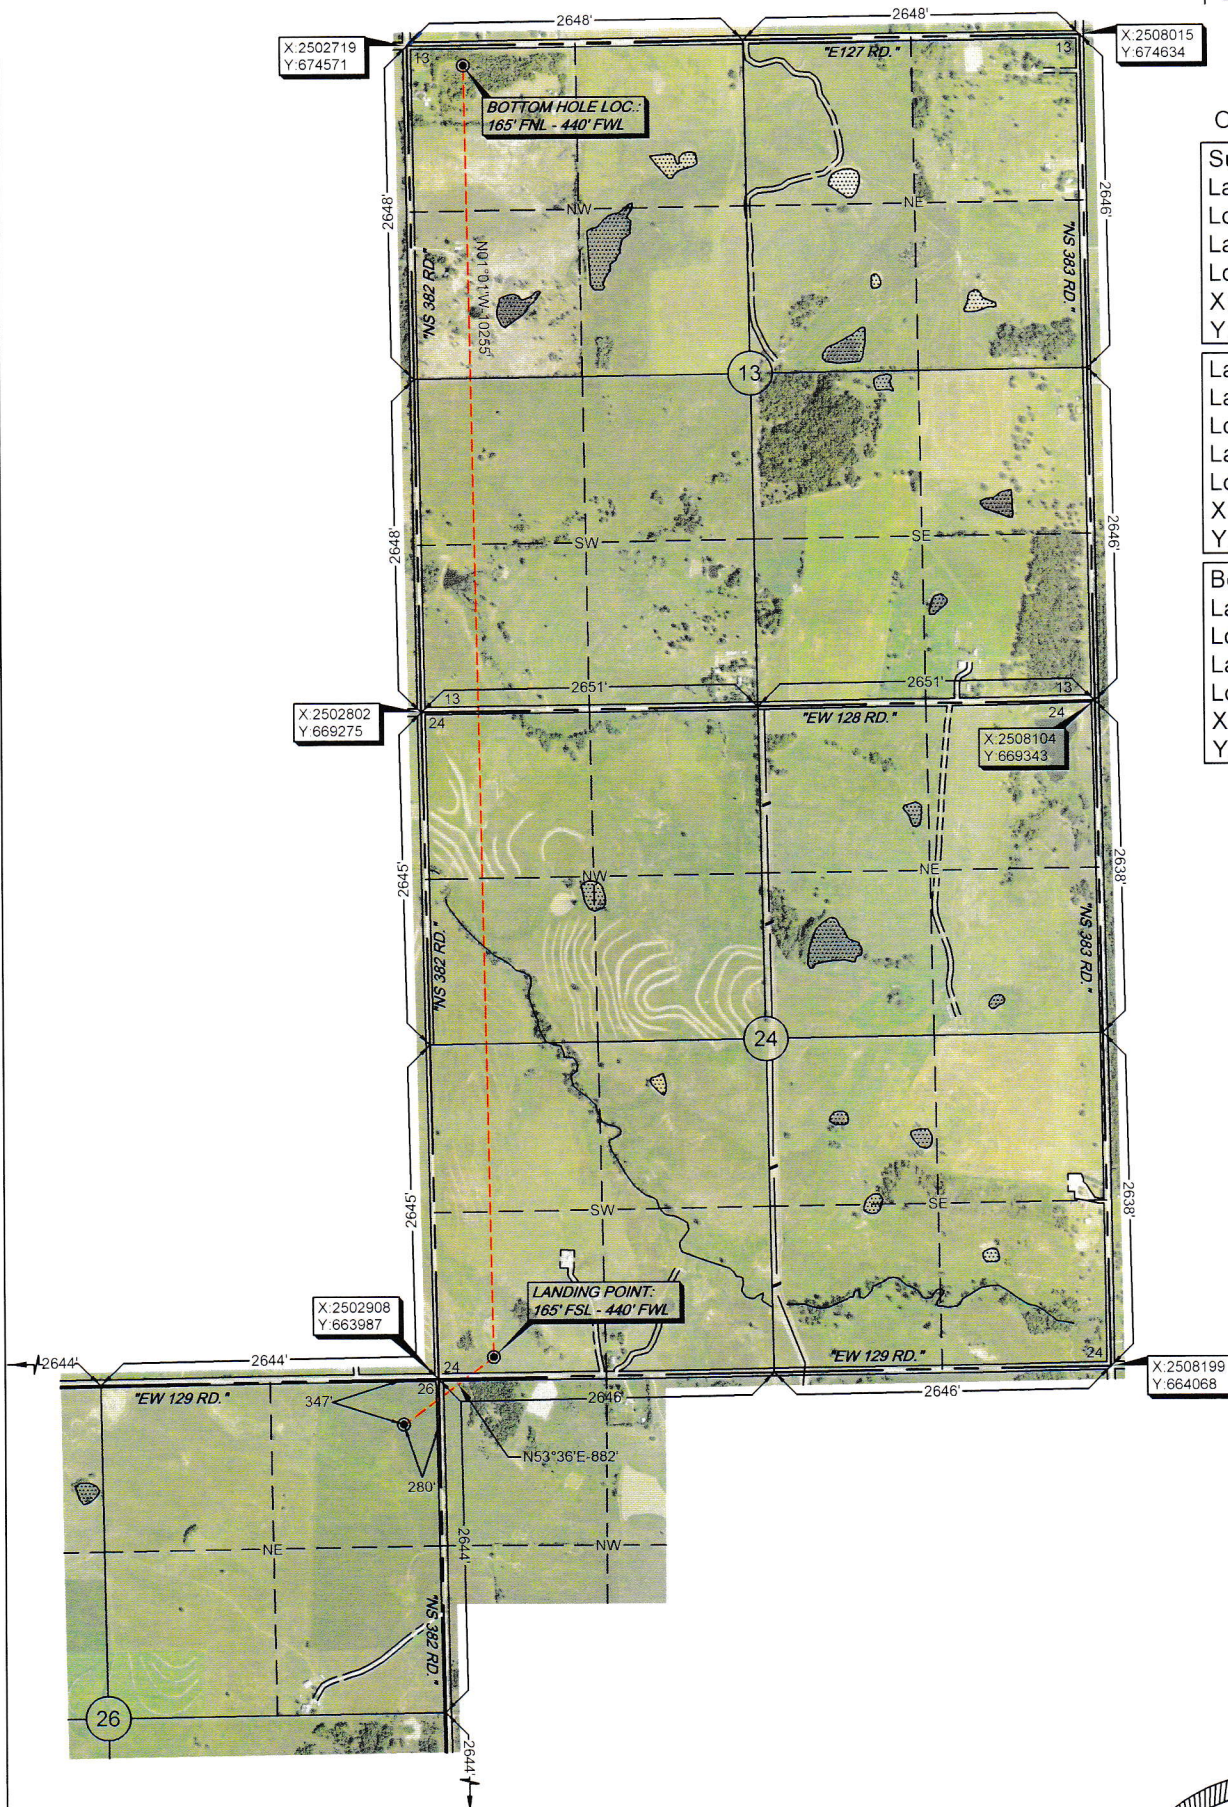 2648'
2648'
X:2502719
Y:674571
X:2508015
Y:674634
13
"E127 RD."
13
BOTTOM HOLE LOC.:
165' FNL - 440' FWL
2648'
NW
NE
2646'
"NS 382 RD."
N01°01'W-10255'
"NS 383 RD."
13
2648'
SW
SE
2646'
13
2651'
2651'
13
X:2502802
Y:669275
24
"EW 128 RD."
24
X:2508104
Y:669343
2645'
NW
NE
2638'
"NS 382 RD."
"NS 383 RD."
24
2645'
SW
SE
2638'
LANDING POINT:
165' FSL - 440' FWL
X:2502908
Y:663987
2644'
2644'
24
"EW 129 RD."
24
X:2508199
Y:664068
"EW 129 RD."
347'
26
2646'
2646'
280'
N53°36'E-882'
NE
2644'
NW
"NS 382 RD."
26
2644'
X
Y
X
Y
X
Y